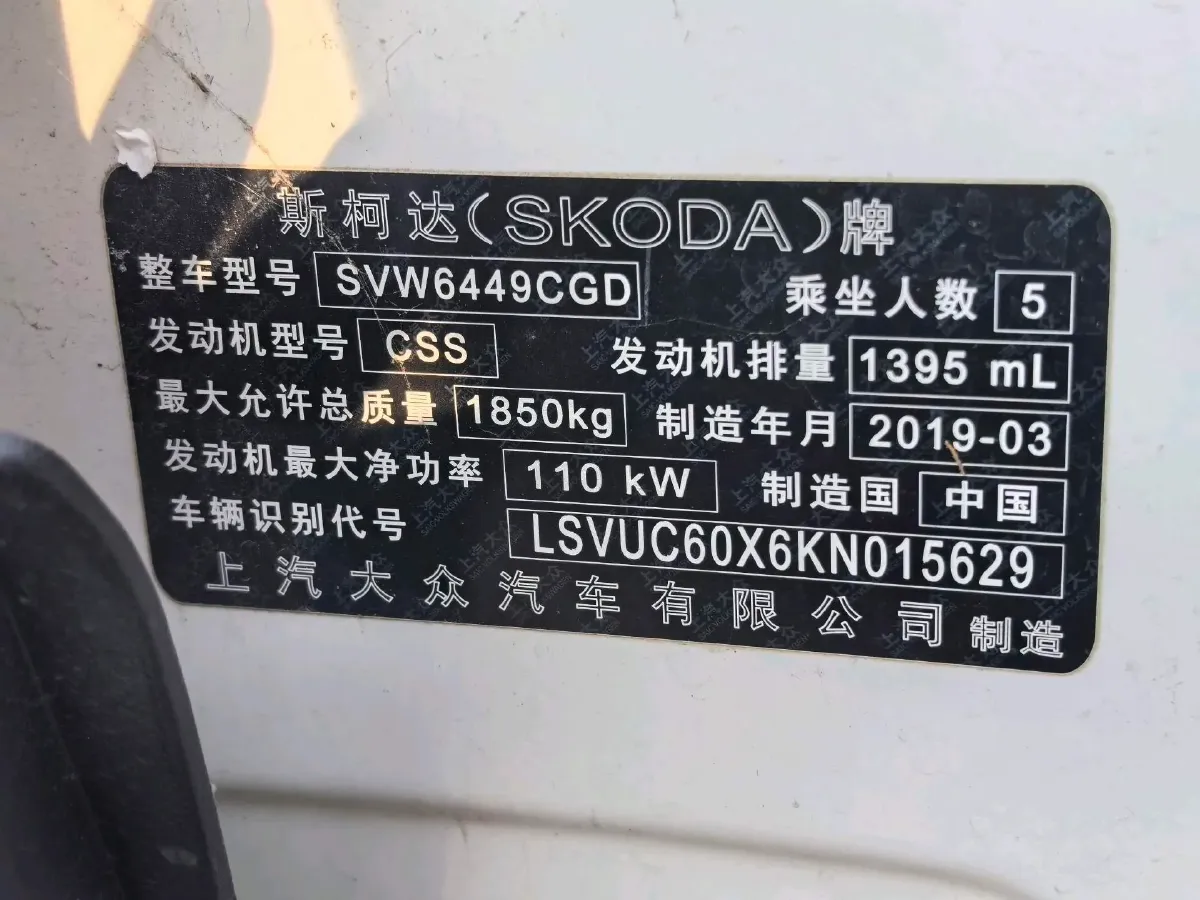 斯柯达(SKODA)牌
整车型号 SVW6449CGD 乘坐人数 5
发动机型号 CSS 发动机排量 1395 mL
最大允许总质量 1850kg 制造年月 2019-03
发动机最大净功率 110 kW 制造国 中国
车辆识别代号 LSVUC60X6KN015629
上汽大众汽车有限公司 制造